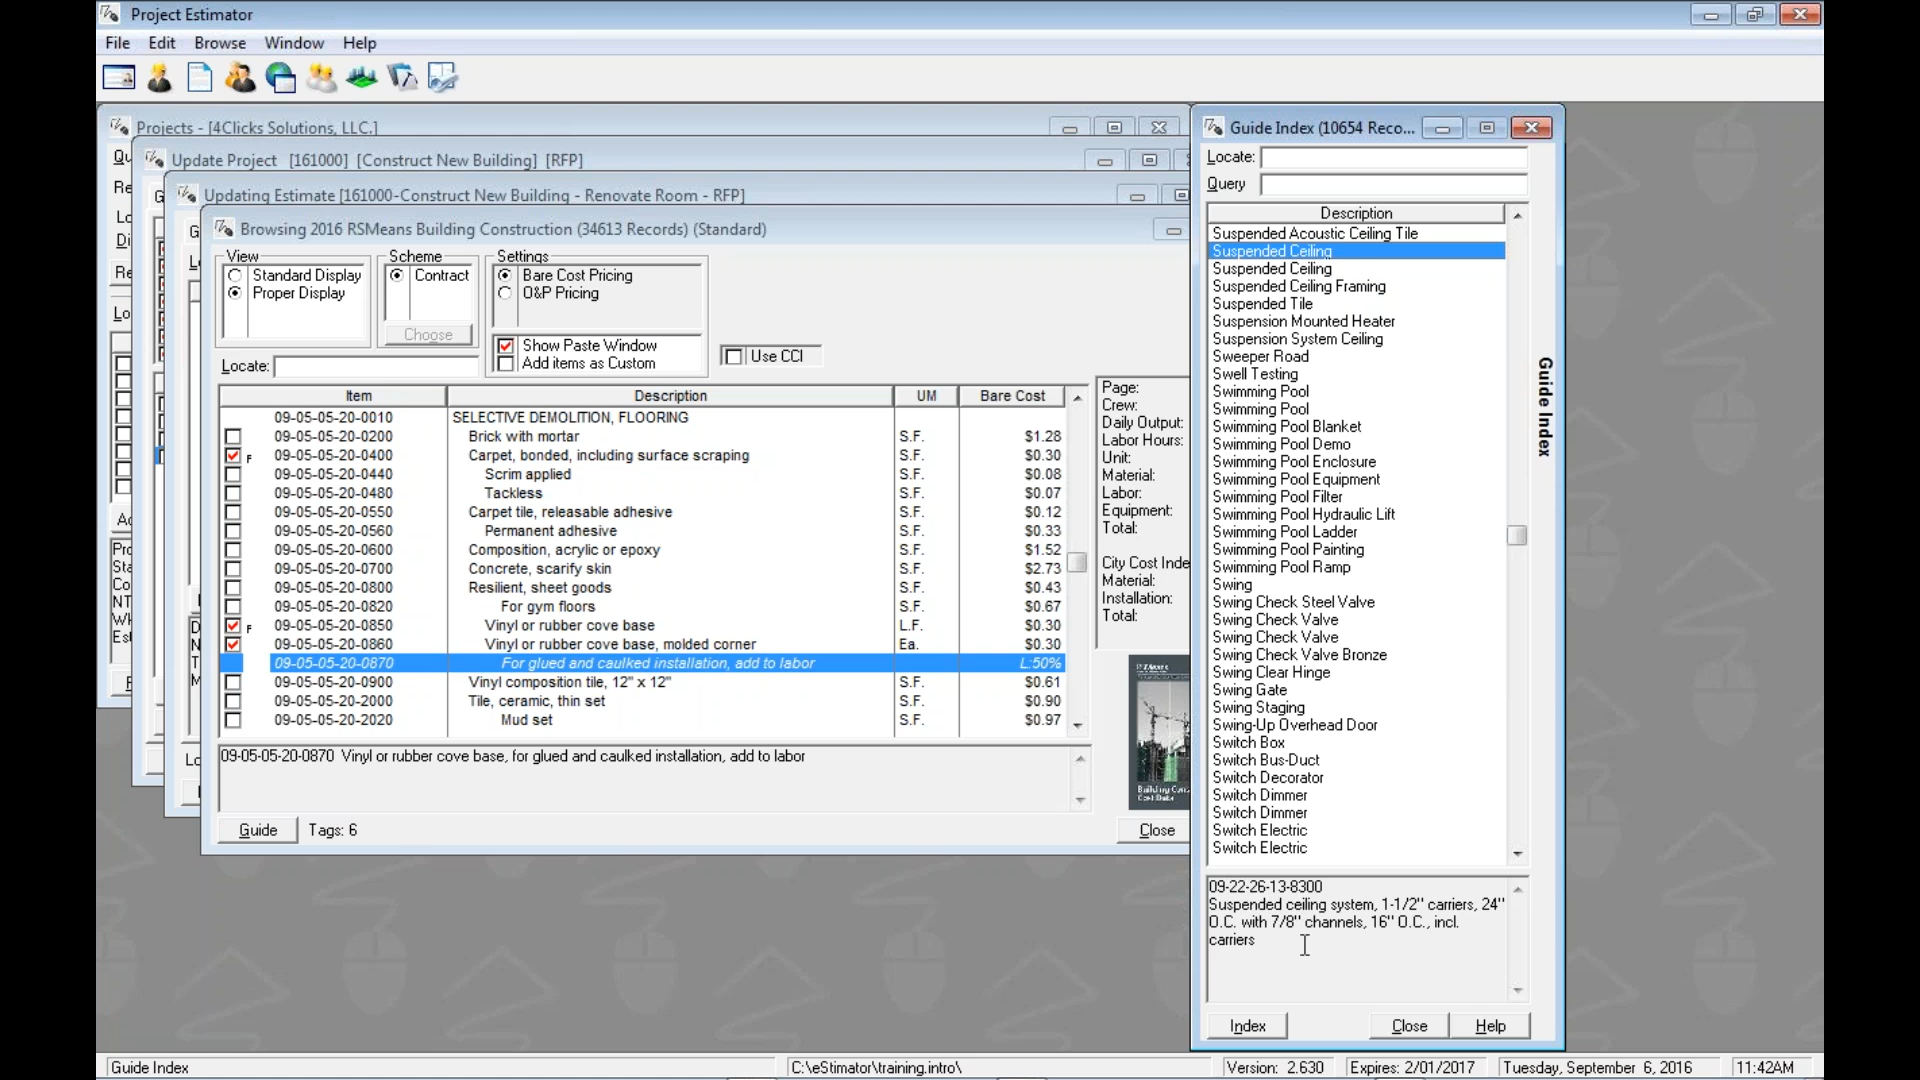 Project Estimator
File Edit Browse Window Help
Projects - [4Clicks Solutions, LLC.]
Update Project [161000] [Construct New Building] [RFP]
Updating Estimate [161000-Construct New Building - Renovate Room - RFP]
Browsing 2016 RSMeans Building Construction (34613 Records) (Standard)
View
Standard Display
Proper Display
Scheme
Contract
Choose
Settings
Bare Cost Pricing
O&P Pricing
Show Paste Window
Add items as Custom
Use CCI
Locate:
Item Description UM Bare Cost
09-05-05-20-0010 SELECTIVE DEMOLITION, FLOORING
09-05-05-20-0200 Brick with mortar S.F. $1.28
F 09-05-05-20-0400 Carpet, bonded, including surface scraping S.F. $0.30
09-05-05-20-0440 Scrim applied S.F. $0.08
09-05-05-20-0480 Tackless S.F. $0.07
09-05-05-20-0550 Carpet tile, releasable adhesive S.F. $0.12
09-05-05-20-0560 Permanent adhesive S.F. $0.33
09-05-05-20-0600 Composition, acrylic or epoxy S.F. $1.52
09-05-05-20-0700 Concrete, scarify skin S.F. $2.73
09-05-05-20-0800 Resilient, sheet goods S.F. $0.43
09-05-05-20-0820 For gym floors S.F. $0.67
F 09-05-05-20-0850 Vinyl or rubber cove base L.F. $0.30
09-05-05-20-0860 Vinyl or rubber cove base, molded corner Ea. $0.30
09-05-05-20-0870 For glued and caulked installation, add to labor L:50%
09-05-05-20-0900 Vinyl composition tile, 12" x 12" S.F. $0.61
09-05-05-20-2000 Tile, ceramic, thin set S.F. $0.90
09-05-05-20-2020 Mud set S.F. $0.97
09-05-05-20-0870 Vinyl or rubber cove base, for glued and caulked installation, add to labor
Guide Tags: 6 Close
Page:
Crew:
Daily Output:
Labor Hours:
Unit:
Material:
Labor:
Equipment:
Total:
City Cost Inde
Material:
Installation:
Total:
Guide Index (10654 Reco...
Locate:
Query
Description
Suspended Acoustic Ceiling Tile
Suspended Ceiling
Suspended Ceiling
Suspended Ceiling Framing
Suspended Tile
Suspension Mounted Heater
Suspension System Ceiling
Sweeper Road
Swell Testing
Swimming Pool
Swimming Pool
Swimming Pool Blanket
Swimming Pool Demo
Swimming Pool Enclosure
Swimming Pool Equipment
Swimming Pool Filter
Swimming Pool Hydraulic Lift
Swimming Pool Ladder
Swimming Pool Painting
Swimming Pool Ramp
Swing
Swing Check Steel Valve
Swing Check Valve
Swing Check Valve
Swing Check Valve Bronze
Swing Clear Hinge
Swing Gate
Swing Staging
Swing-Up Overhead Door
Switch Box
Switch Bus-Duct
Switch Decorator
Switch Dimmer
Switch Dimmer
Switch Electric
Switch Electric
Guide Index
09-22-26-13-8300
Suspended ceiling system, 1-1/2" carriers, 24"
O.C. with 7/8" channels, 16" O.C., incl.
carriers
Index Close Help
Guide Index C:\eStimator\training.intro\ Version: 2.630 Expires: 2/01/2017 Tuesday, September 6, 2016 11:42AM